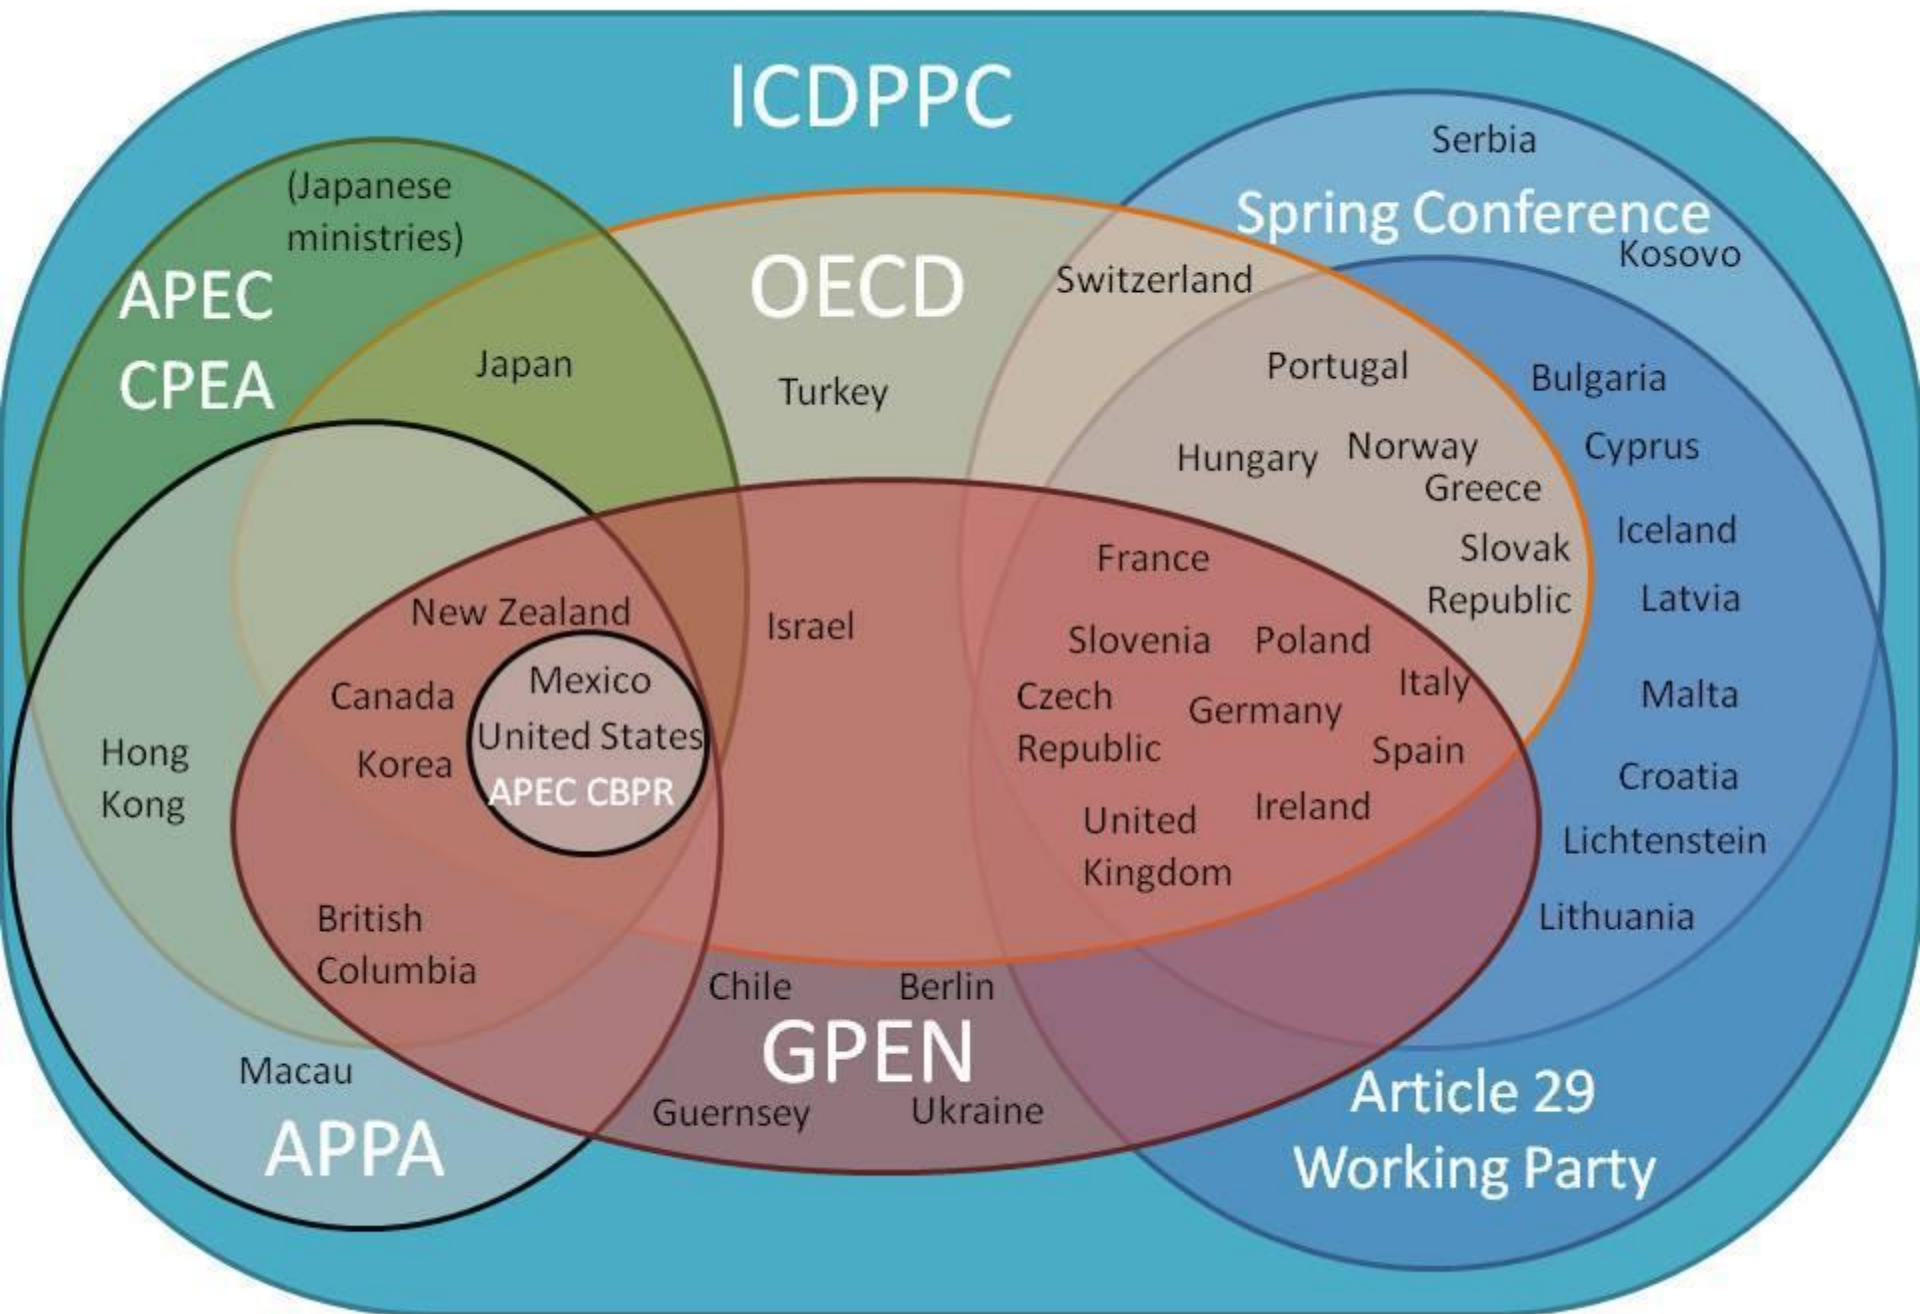 ICDPPC
(Japanese
ministries)
APEC
CPEA
Japan
OECD
Turkey
Serbia
Spring Conference
Kosovo
Switzerland
Portugal
Hungary
Norway
Greece
Slovak
Republic
Bulgaria
Cyprus
Iceland
Latvia
Malta
Croatia
Lichtenstein
Lithuania
New Zealand
Canada
Korea
Mexico
United States
APEC CBPR
Israel
France
Slovenia
Poland
Italy
Czech
Republic
Germany
Spain
United
Kingdom
Ireland
Hong
Kong
British
Columbia
Macau
APPA
Chile
Berlin
GPEN
Guernsey
Ukraine
Article 29
Working Party